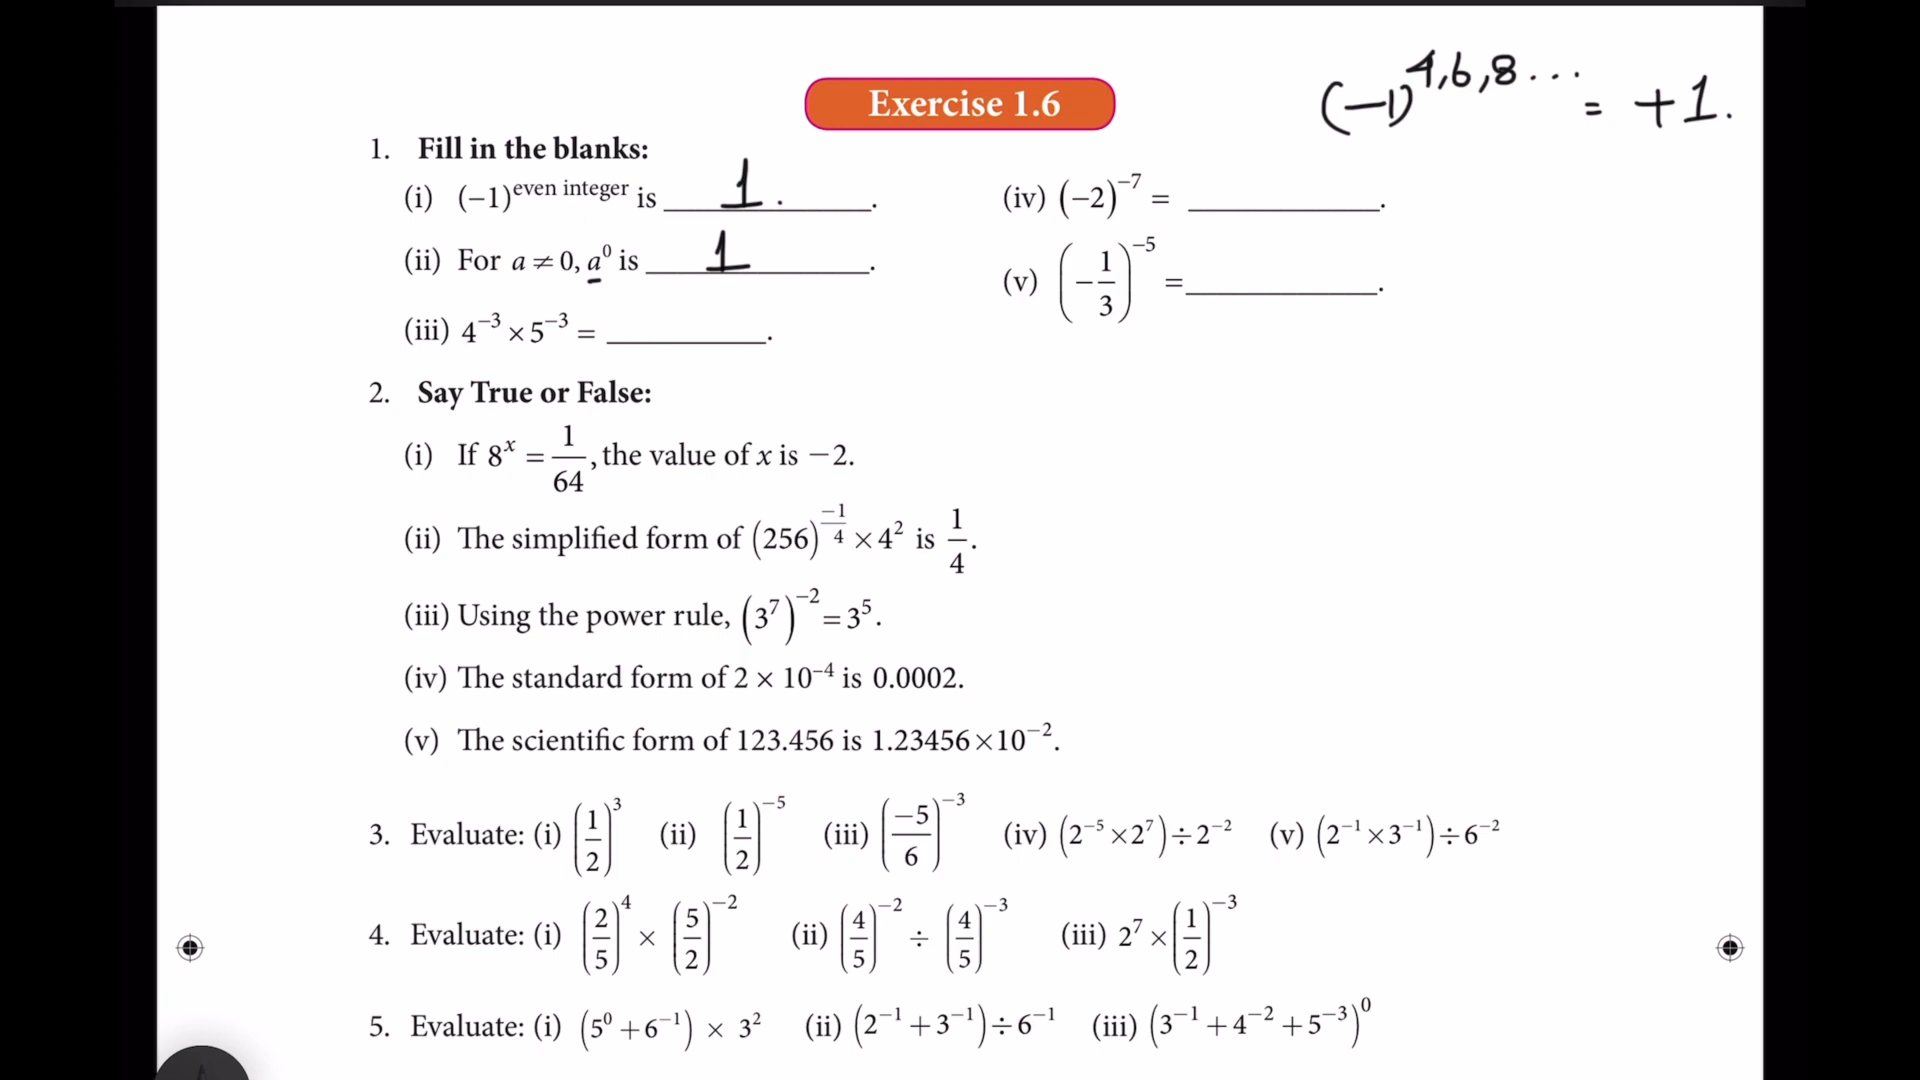 (−1)^4,6,8... = +1.
Exercise 1.6
1. Fill in the blanks:
(i) (−1)^even integer is 1. .
(ii) For a ≠ 0, a^0 is 1 .
(iii) 4^−3 × 5^−3 = ________.
(iv) (−2)^−7 = ________.
(v) (−1/3)^−5 = ________.
2. Say True or False:
(i) If 8^x = 1/64, the value of x is −2.
(ii) The simplified form of (256)^(−1/4) × 4^2 is 1/4.
(iii) Using the power rule, (3^7)^−2 = 3^5.
(iv) The standard form of 2 × 10^−4 is 0.0002.
(v) The scientific form of 123.456 is 1.23456×10^−2.
3. Evaluate: (i) (1/2)^3 (ii) (1/2)^−5 (iii) (−5/6)^−3 (iv) (2^−5 × 2^7) ÷ 2^−2 (v) (2^−1 × 3^−1) ÷ 6^−2
4. Evaluate: (i) (2/5)^4 × (5/2)^−2 (ii) (4/5)^−2 ÷ (4/5)^−3 (iii) 2^7 × (1/2)^−3
5. Evaluate: (i) (5^0 + 6^−1) × 3^2 (ii) (2^−1 + 3^−1) ÷ 6^−1 (iii) (3^−1 + 4^−2 + 5^−3)^0